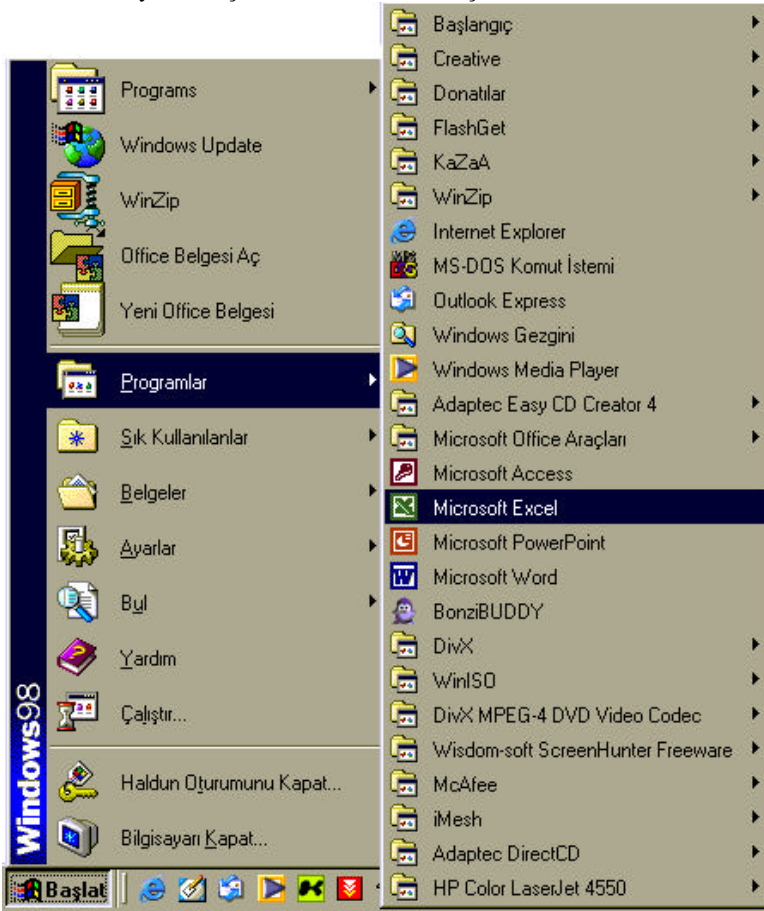 Programs
Windows Update
WinZip
Office Belgesi Aç
Yeni Office Belgesi
Programlar
Sık Kullanılanlar
Belgeler
Ayarlar
Bul
Yardım
Çalıştır...
Haldun Oturumunu Kapat...
Bilgisayarı Kapat...
Windows98
Başlat
Başlangıç
Creative
Donatılar
FlashGet
KaZaA
WinZip
Internet Explorer
MS-DOS Komut İstemi
Outlook Express
Windows Gezgini
Windows Media Player
Adaptec Easy CD Creator 4
Microsoft Office Araçları
Microsoft Access
Microsoft Excel
Microsoft PowerPoint
Microsoft Word
BonziBUDDY
DivX
WinISO
DivX MPEG-4 DVD Video Codec
Wisdom-soft ScreenHunter Freeware
McAfee
iMesh
Adaptec DirectCD
HP Color LaserJet 4550